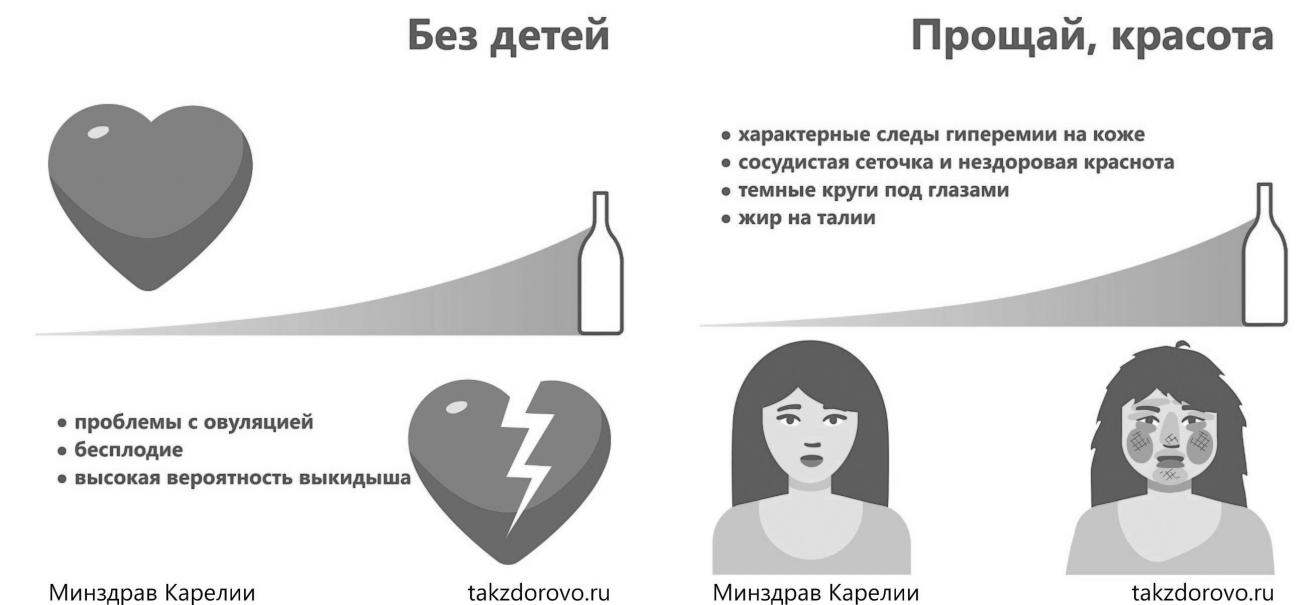 Без детей
• проблемы с овуляцией
• бесплодие
• высокая вероятность выкидыша
Минздрав Карелии
takzdorovo.ru
Прощай, красота
• характерные следы гиперемии на коже
• сосудистая сеточка и нездоровая краснота
• темные круги под глазами
• жир на талии
Минздрав Карелии
takzdorovo.ru